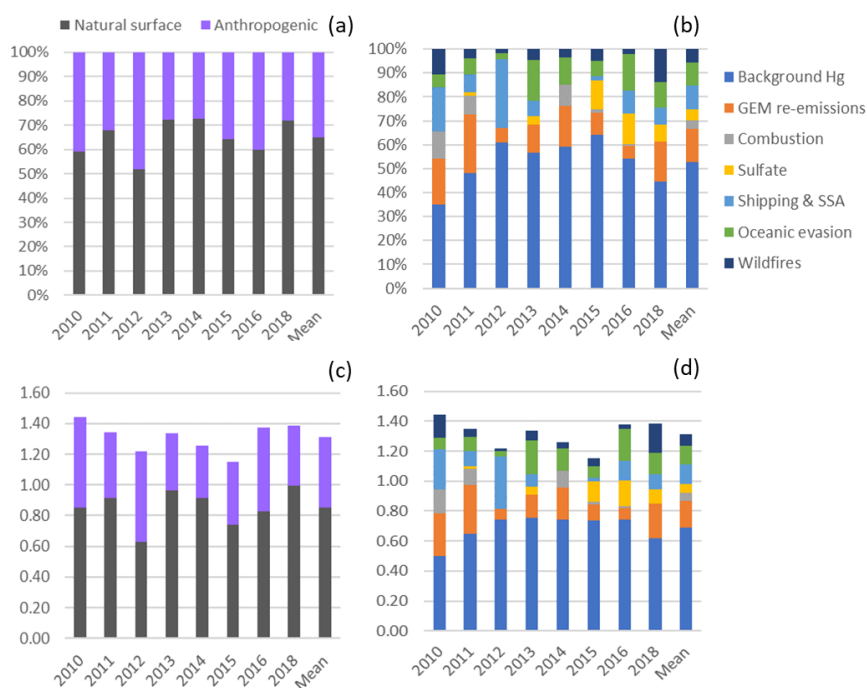 Natural surface Anthropogenic (a)
100%
90%
80%
70%
60%
50%
40%
30%
20%
10%
0%
2010 2011 2012 2013 2014 2015 2016 2018 Mean
(b)
100%
90%
80%
70%
60%
50%
40%
30%
20%
10%
0%
2010 2011 2012 2013 2014 2015 2016 2018 Mean
Background Hg
GEM re-emissions
Combustion
Sulfate
Shipping & SSA
Oceanic evasion
Wildfires
(c)
1.60
1.40
1.20
1.00
0.80
0.60
0.40
0.20
0.00
2010 2011 2012 2013 2014 2015 2016 2018 Mean
(d)
1.60
1.40
1.20
1.00
0.80
0.60
0.40
0.20
0.00
2010 2011 2012 2013 2014 2015 2016 2018 Mean